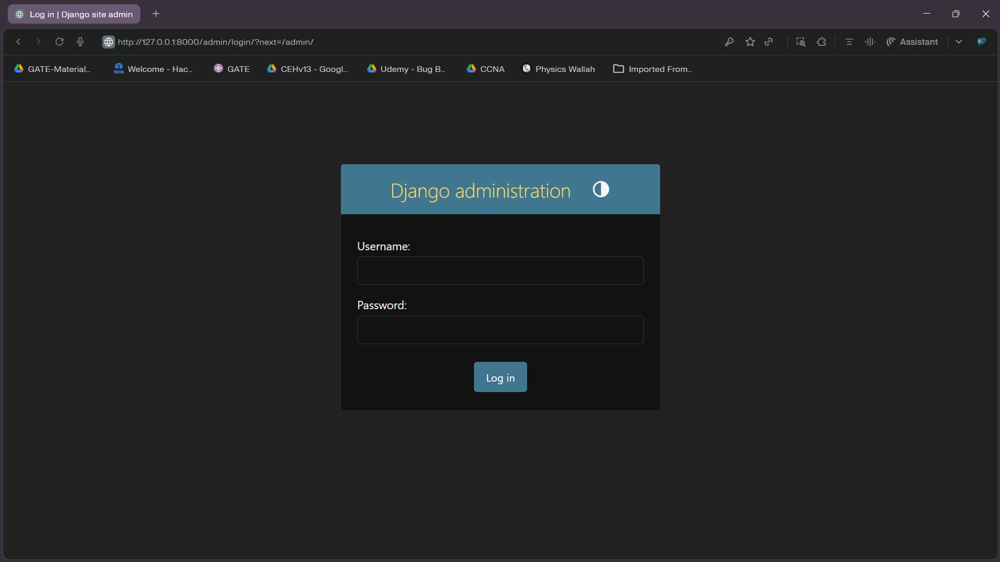 Log in | Django site admin
http://127.0.0.1:8000/admin/login/?next=/admin/
Assistant
GATE-Material...
TATA
Welcome - Hac...
GATE
CEHv13 - Googl...
Udemy - Bug B...
CCNA
Physics Wallah
Imported From...
Django administration
Username:
Password:
Log in